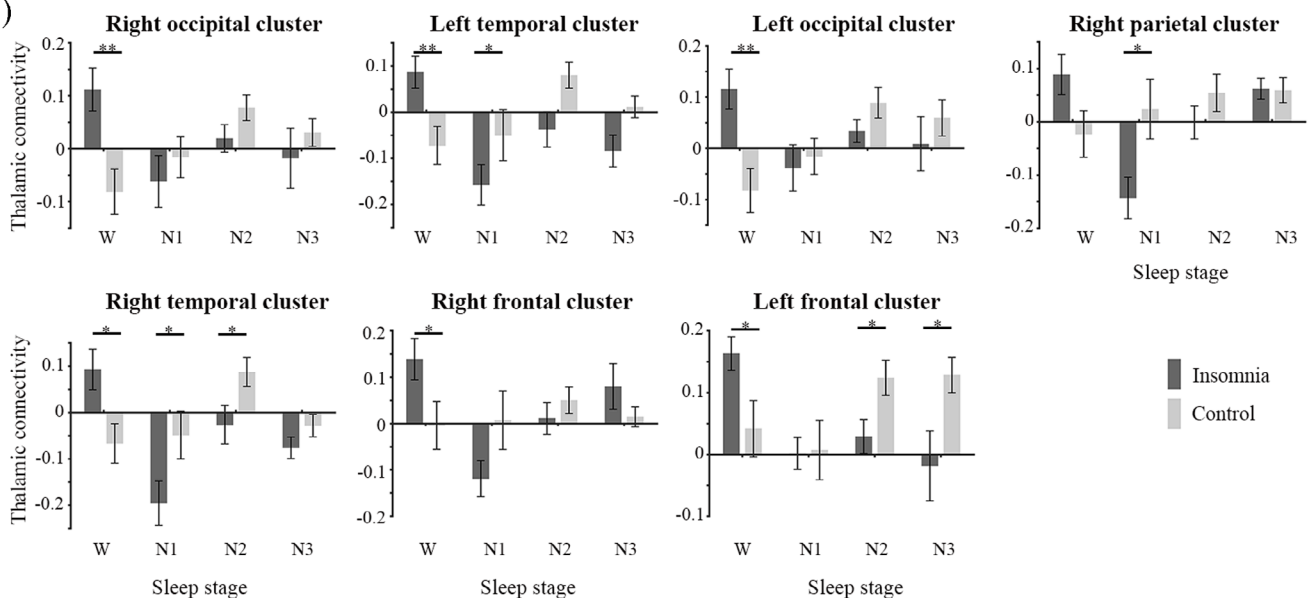 )
Right occipital cluster
Thalamic connectivity
0.2
0.1
0
-0.1
**
W N1 N2 N3
Left temporal cluster
0.1
0
-0.1
-0.2
** *
W N1 N2 N3
Left occipital cluster
0.2
0.1
0
-0.1
**
W N1 N2 N3
Right parietal cluster
0.1
0
-0.1
-0.2
*
W N1 N2 N3
Sleep stage
Right temporal cluster
Thalamic connectivity
0.1
0
-0.1
-0.2
* * *
W N1 N2 N3
Sleep stage
Right frontal cluster
0.2
0.1
0
-0.1
-0.2
*
W N1 N2 N3
Left frontal cluster
0.2
0.1
0
-0.1
* * *
W N1 N2 N3
Sleep stage
Insomnia
Control